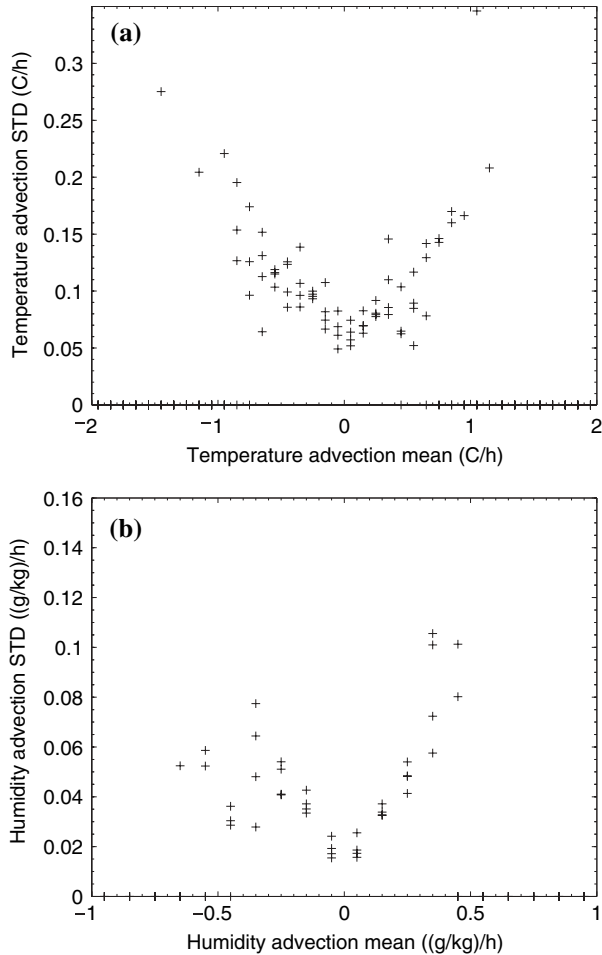 (a)
0.3
0.25
0.2
0.15
0.1
0.05
0
Temperature advection STD (C/h)
−2 −1 0 1 2
Temperature advection mean (C/h)
0.16
(b)
0.14
0.12
0.1
0.08
0.06
0.04
0.02
0
Humidity advection STD ((g/kg)/h)
−1 −0.5 0 0.5 1
Humidity advection mean ((g/kg)/h)